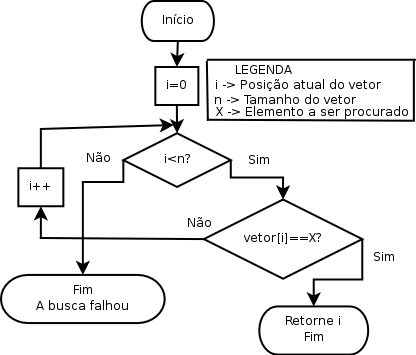 Início
i=0
LEGENDA
i -> Posição atual do vetor
n -> Tamanho do vetor
X -> Elemento a ser procurado
i<n?
Não
Sim
i++
Não
vetor[i]==X?
Sim
Fim
A busca falhou
Retorne i
Fim